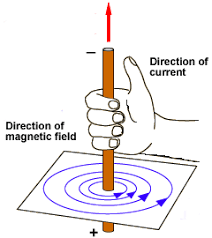 −
Direction of
current
Direction of
magnetic field
+